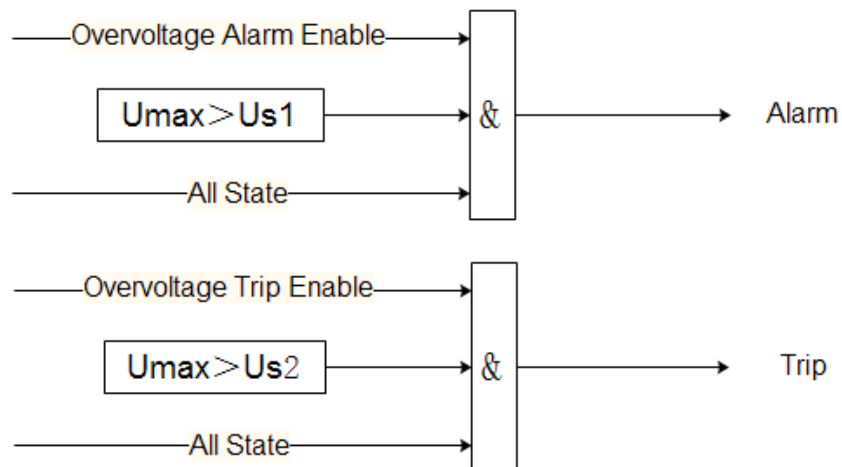 Overvoltage Alarm Enable
Umax＞Us1
&
Alarm
All State
Overvoltage Trip Enable
Umax＞Us2
&
Trip
All State